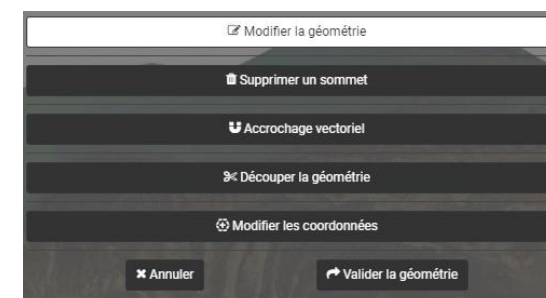 Modifier la géométrie
Supprimer un sommet
Accrochage vectoriel
Découper la géométrie
Modifier les coordonnées
Annuler Valider la géométrie